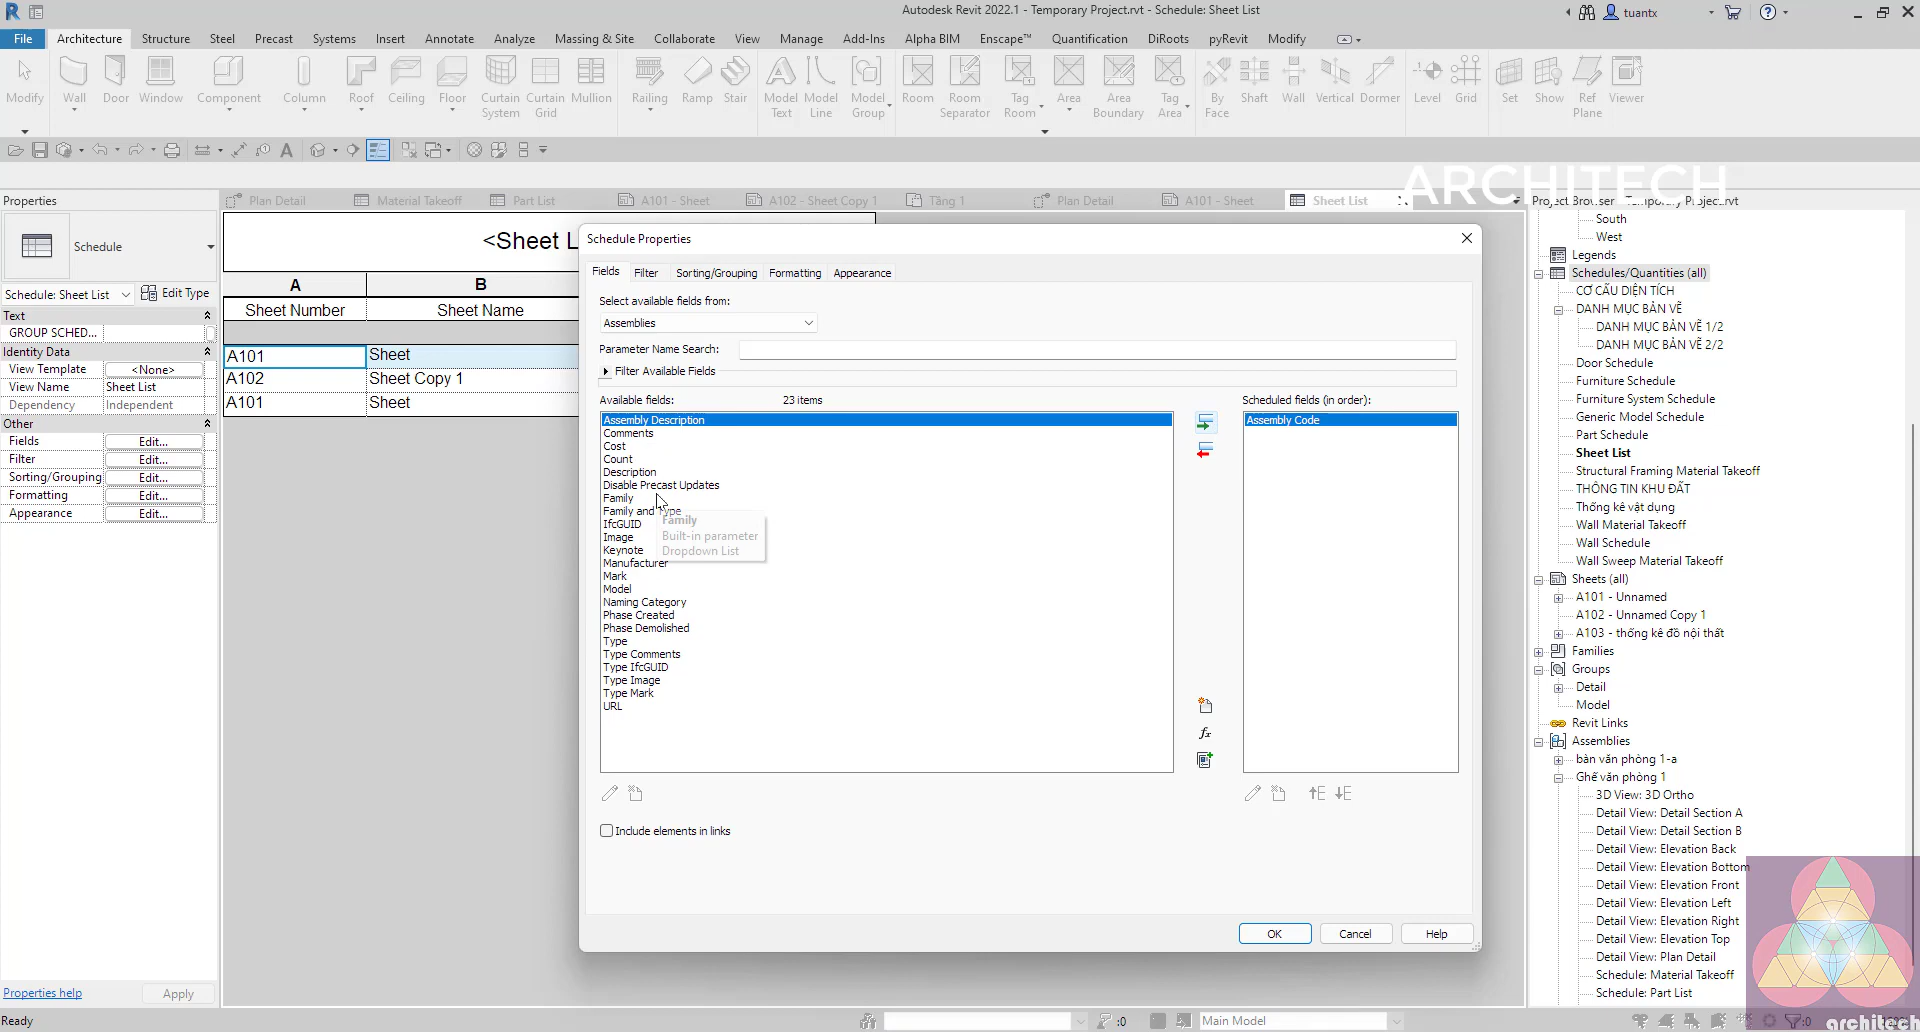 Autodesk Revit 2022.1 - Temporary Project.rvt - Schedule: Sheet List
tuantx
File Architecture Structure Steel Precast Systems Insert Annotate Analyze Massing & Site Collaborate View Manage Add-Ins Alpha BIM Enscape™ Quantification DiRoots pyRevit Modify
Modify Wall Door Window Component Column Roof Ceiling Floor Curtain System Curtain Grid Mullion Railing Ramp Stair Model Text Model Line Model Group Room Room Separator Tag Room Area Area Boundary Tag Area By Face Shaft Wall Vertical Dormer Level Grid Set Show Ref Plane Viewer
ARCHITECH
Properties
Plan Detail Material Takeoff Part List A101 - Sheet A102 - Sheet Copy 1 Tầng 1 Plan Detail A101 - Sheet Sheet List
Schedule
Schedule: Sheet List Edit Type
Text
GROUP SCHED...
Identity Data
View Template <None>
View Name Sheet List
Dependency Independent
Other
Fields Edit...
Filter Edit...
Sorting/Grouping Edit...
Formatting Edit...
Appearance Edit...
Properties help Apply
<Sheet L
A B
Sheet Number Sheet Name
A101 Sheet
A102 Sheet Copy 1
A101 Sheet
Schedule Properties
Fields Filter Sorting/Grouping Formatting Appearance
Select available fields from:
Assemblies
Parameter Name Search:
Filter Available Fields
Available fields: 23 items
Assembly Description
Comments
Cost
Count
Description
Disable Precast Updates
Family
Family and Type
IfcGUID
Image
Keynote
Manufacturer
Mark
Model
Naming Category
Phase Created
Phase Demolished
Type
Type Comments
Type IfcGUID
Type Image
Type Mark
URL
Family
Built-in parameter
Dropdown List
Scheduled fields (in order):
Assembly Code
fx
Include elements in links
OK Cancel Help
Project Browser - Temporary Project.rvt
South
West
Legends
Schedules/Quantities (all)
CƠ CẤU DIỆN TÍCH
DANH MỤC BẢN VẼ
DANH MỤC BẢN VẼ 1/2
DANH MỤC BẢN VẼ 2/2
Door Schedule
Furniture Schedule
Furniture System Schedule
Generic Model Schedule
Part Schedule
Sheet List
Structural Framing Material Takeoff
THÔNG TIN KHU ĐẤT
Thống kê vật dụng
Wall Material Takeoff
Wall Schedule
Wall Sweep Material Takeoff
Sheets (all)
A101 - Unnamed
A102 - Unnamed Copy 1
A103 - thống kê đồ nội thất
Families
Groups
Detail
Model
Revit Links
Assemblies
bàn văn phòng 1-a
Ghế văn phòng 1
3D View: 3D Ortho
Detail View: Detail Section A
Detail View: Detail Section B
Detail View: Elevation Back
Detail View: Elevation Bottom
Detail View: Elevation Front
Detail View: Elevation Left
Detail View: Elevation Right
Detail View: Elevation Top
Detail View: Plan Detail
Schedule: Material Takeoff
Schedule: Part List
Ready :0 Main Model :0
architech